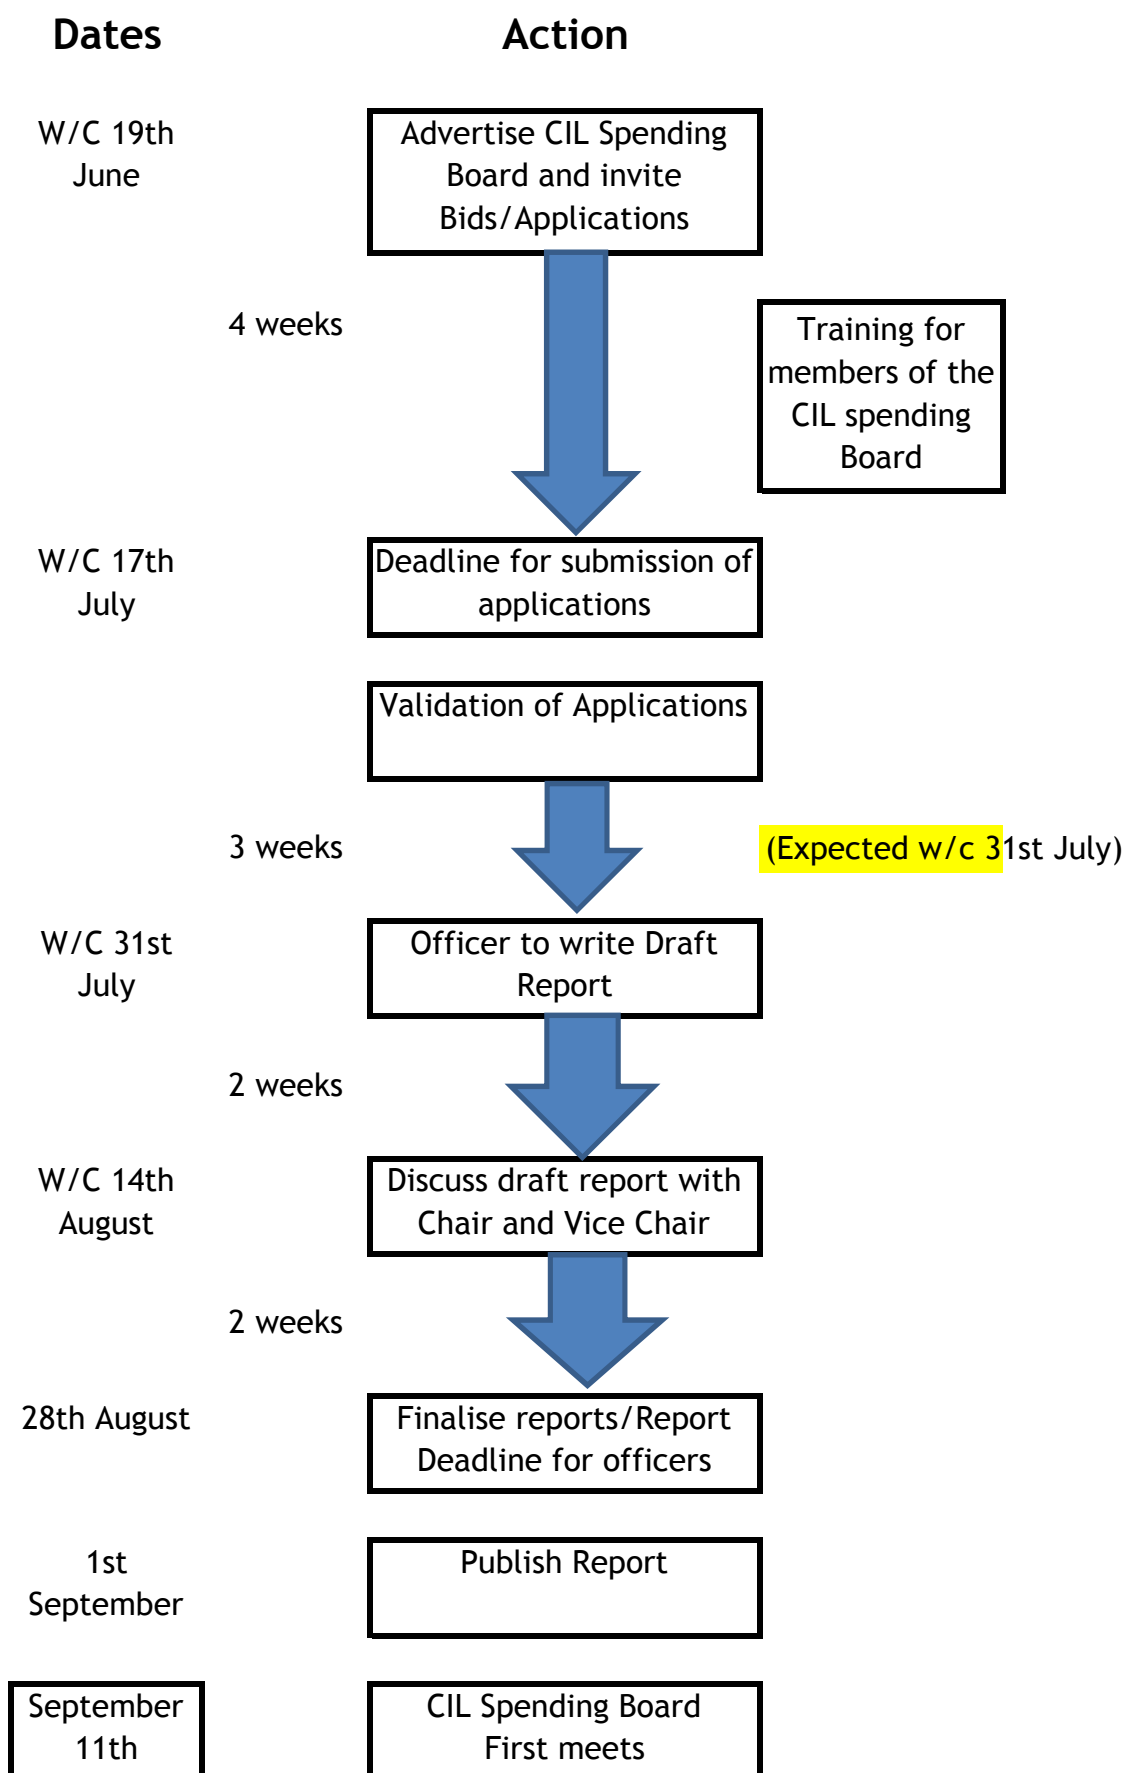 Dates Action
W/C 19th
June
Advertise CIL Spending
Board and invite
Bids/Applications
4 weeks
Training for
members of the
CIL spending
Board
W/C 17th
July
Deadline for submission of
applications
Validation of Applications
3 weeks
(Expected w/c 31st July)
W/C 31st
July
Officer to write Draft
Report
2 weeks
W/C 14th
August
Discuss draft report with
Chair and Vice Chair
2 weeks
28th August
Finalise reports/Report
Deadline for officers
1st
September
Publish Report
September
11th
CIL Spending Board
First meets